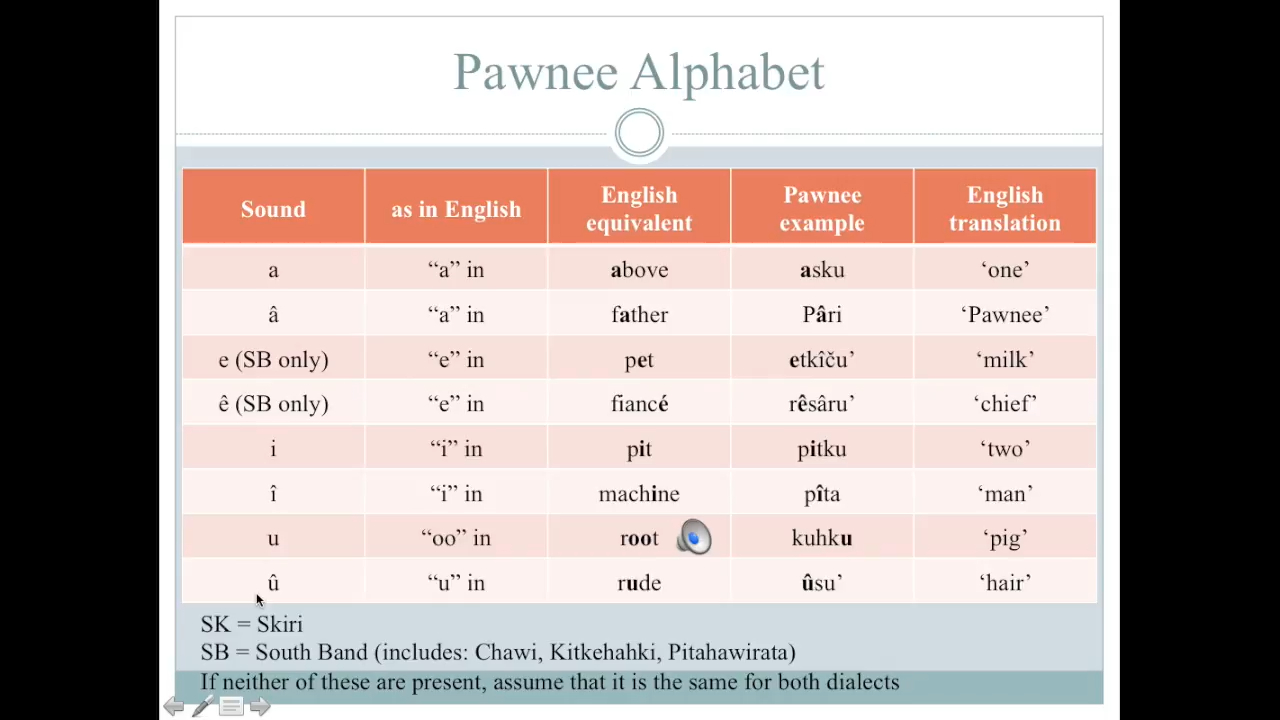 Pawnee Alphabet
Sound as in English English equivalent Pawnee example English translation
a “a” in above asku ‘one’
â “a” in father Pâri ‘Pawnee’
e (SB only) “e” in pet etkîču’ ‘milk’
ê (SB only) “e” in fiancé rêsâru’ ‘chief’
i “i” in pit pitku ‘two’
î “i” in machine pîta ‘man’
u “oo” in root kuhku ‘pig’
û “u” in rude ûsu’ ‘hair’
SK = Skiri
SB = South Band (includes: Chawi, Kitkehahki, Pitahawirata)
If neither of these are present, assume that it is the same for both dialects